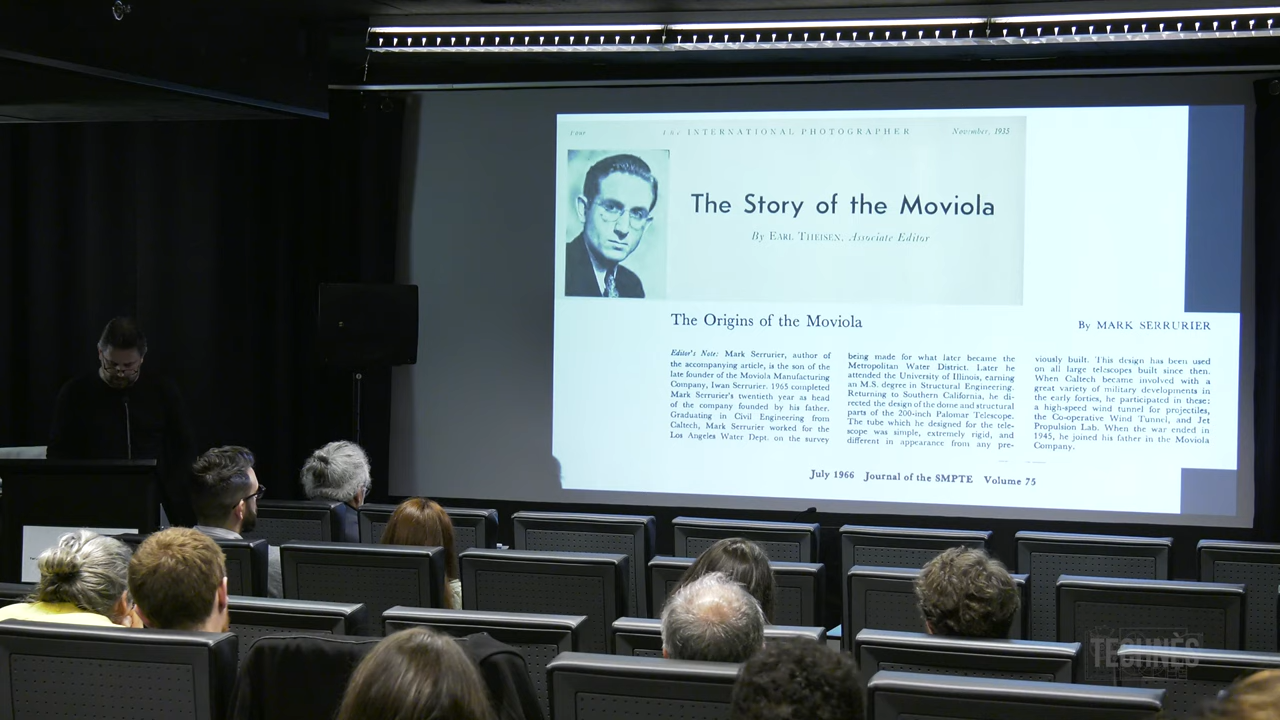 Four
The INTERNATIONAL PHOTOGRAPHER
November, 1935
The Story of the Moviola
By EARL THEISEN, Associate Editor
The Origins of the Moviola
By MARK SERRURIER
Editor's Note: Mark Serrurier, author of
the accompanying article, is the son of the
late founder of the Moviola Manufacturing
Company, Iwan Serrurier. 1965 completed
Mark Serrurier's twentieth year as head
of the company founded by his father.
Graduating in Civil Engineering from
Caltech, Mark Serrurier worked for the
Los Angeles Water Dept. on the survey
being made for what later became the
Metropolitan Water District. Later he
attended the University of Illinois, earning
an M.S. degree in Structural Engineering.
Returning to Southern California, he di-
rected the design of the dome and structural
parts of the 200-inch Palomar Telescope.
The tube which he designed for the tele-
scope was simple, extremely rigid, and
different in appearance from any pre-
viously built. This design has been used
on all large telescopes built since then.
When Caltech became involved with a
great variety of military developments in
the early forties, he participated in these:
a high-speed wind tunnel for projectiles,
the Co-operative Wind Tunnel, and Jet
Propulsion Lab. When the war ended in
1945, he joined his father in the Moviola
Company.
July 1966 Journal of the SMPTE Volume 75
TECHNÈS